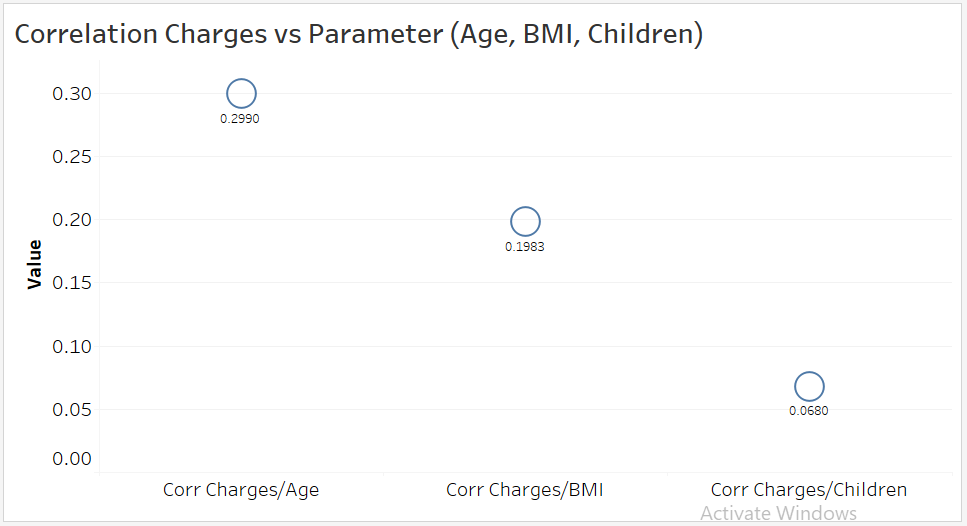 Correlation Charges vs Parameter (Age, BMI, Children)
0.30
0.2990
0.25
0.20
0.1983
Value
0.15
0.10
0.05
0.0680
0.00
Corr Charges/Age
Corr Charges/BMI
Corr Charges/Children
Activate Windows